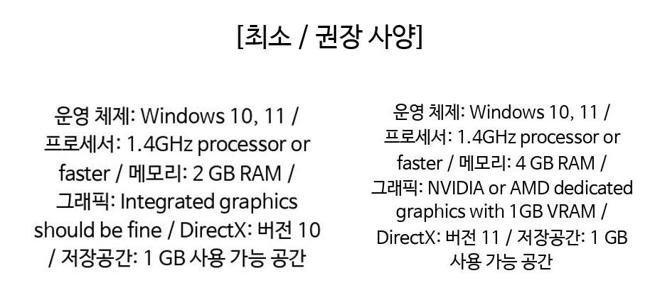 [최소 / 권장 사양]
운영 체제: Windows 10, 11 /
프로세서: 1.4GHz processor or
faster / 메모리: 2 GB RAM /
그래픽: Integrated graphics
should be fine / DirectX: 버전 10
/ 저장공간: 1 GB 사용 가능 공간
운영 체제: Windows 10, 11 /
프로세서: 1.4GHz processor or
faster / 메모리: 4 GB RAM /
그래픽: NVIDIA or AMD dedicated
graphics with 1GB VRAM /
DirectX: 버전 11 / 저장공간: 1 GB
사용 가능 공간